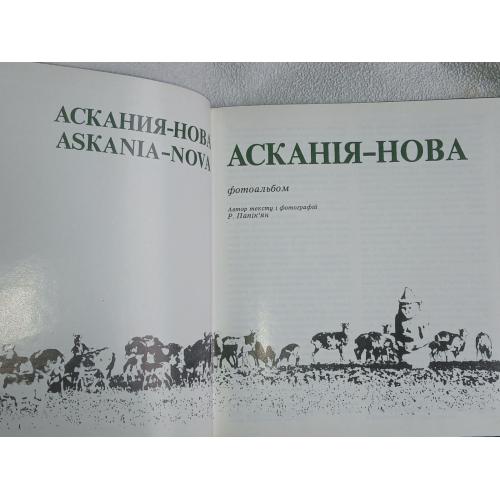 АСКАНИЯ-НОВА
ASKANIA-NOVA
АСКАНІЯ-НОВА
фотоальбом
Автор тексту і фотографій
Р. Папік'ян